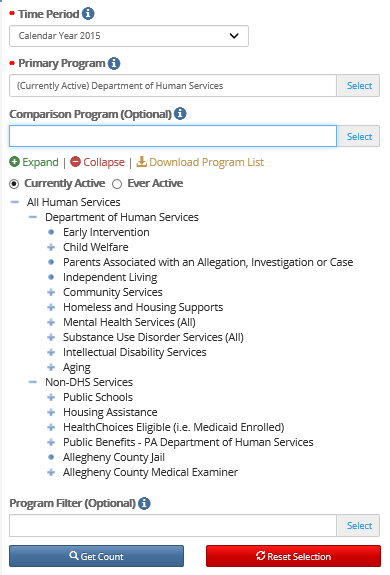 * Time Period
Calendar Year 2015
* Primary Program
(Currently Active) Department of Human Services
Select
Comparison Program (Optional)
Select
Expand | Collapse | Download Program List
Currently Active Ever Active
All Human Services
Department of Human Services
Early Intervention
Child Welfare
Parents Associated with an Allegation, Investigation or Case
Independent Living
Community Services
Homeless and Housing Supports
Mental Health Services (All)
Substance Use Disorder Services (All)
Intellectual Disability Services
Aging
Non-DHS Services
Public Schools
Housing Assistance
HealthChoices Eligible (i.e. Medicaid Enrolled)
Public Benefits - PA Department of Human Services
Allegheny County Jail
Allegheny County Medical Examiner
Program Filter (Optional)
Select
Get Count
Reset Selection